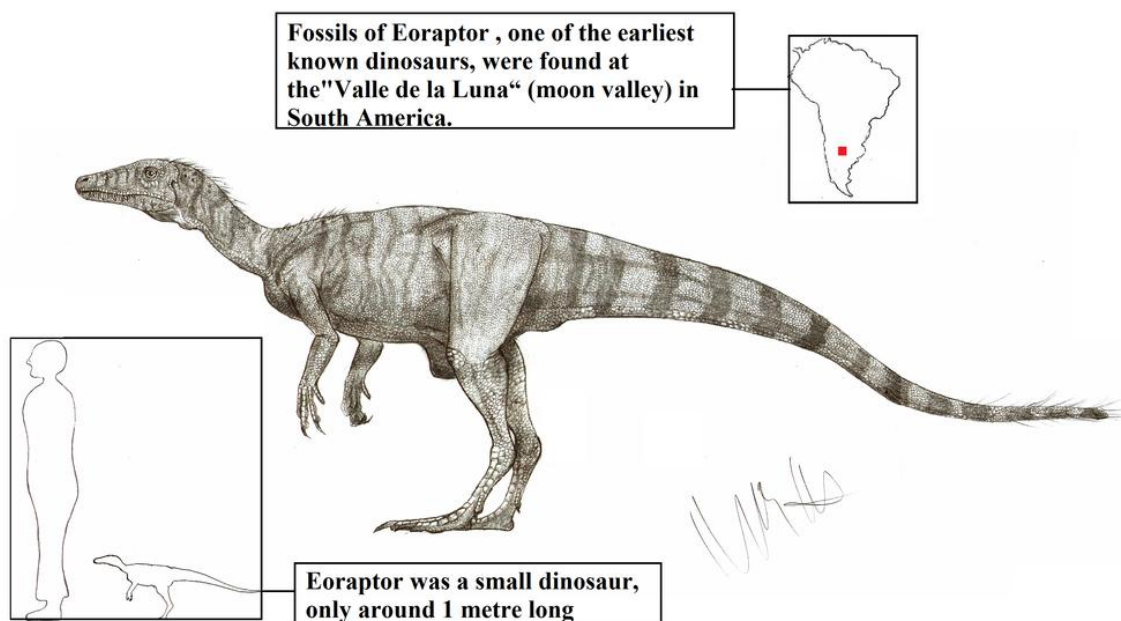 Fossils of Eoraptor , one of the earliest
known dinosaurs, were found at
the"Valle de la Luna“ (moon valley) in
South America.
Eoraptor was a small dinosaur,
only around 1 metre long